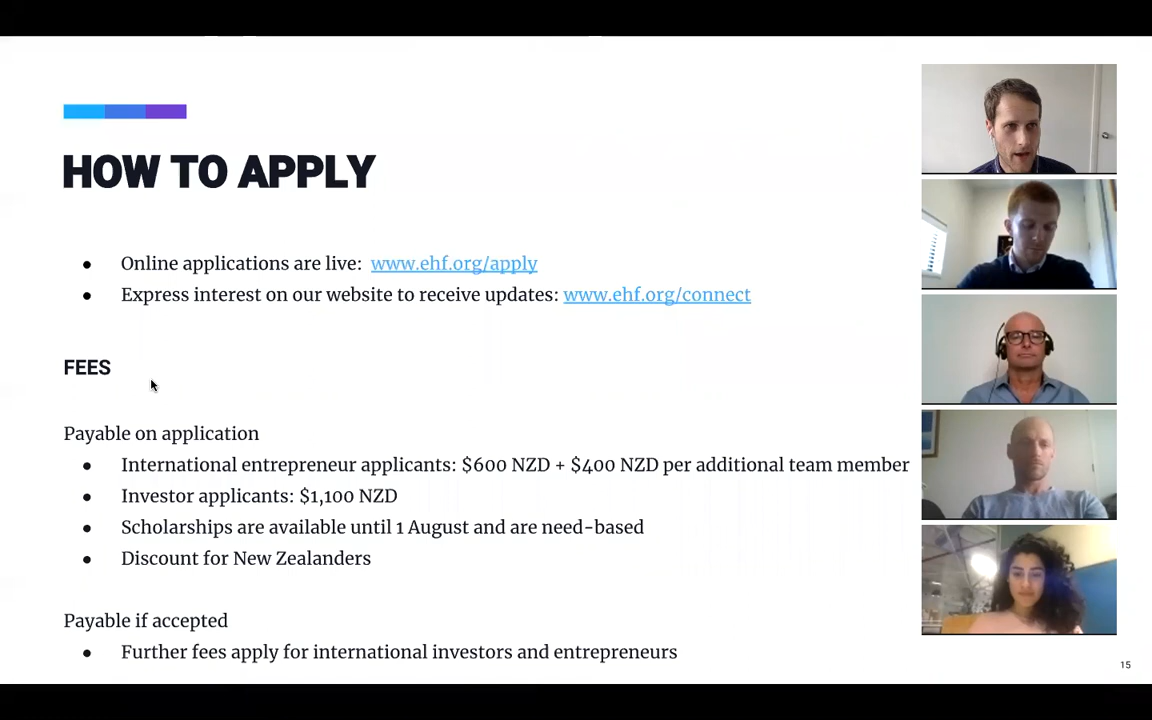 HOW TO APPLY
● Online applications are live: www.ehf.org/apply
● Express interest on our website to receive updates: www.ehf.org/connect
FEES
Payable on application
● International entrepreneur applicants: $600 NZD + $400 NZD per additional team member
● Investor applicants: $1,100 NZD
● Scholarships are available until 1 August and are need-based
● Discount for New Zealanders
Payable if accepted
● Further fees apply for international investors and entrepreneurs
15